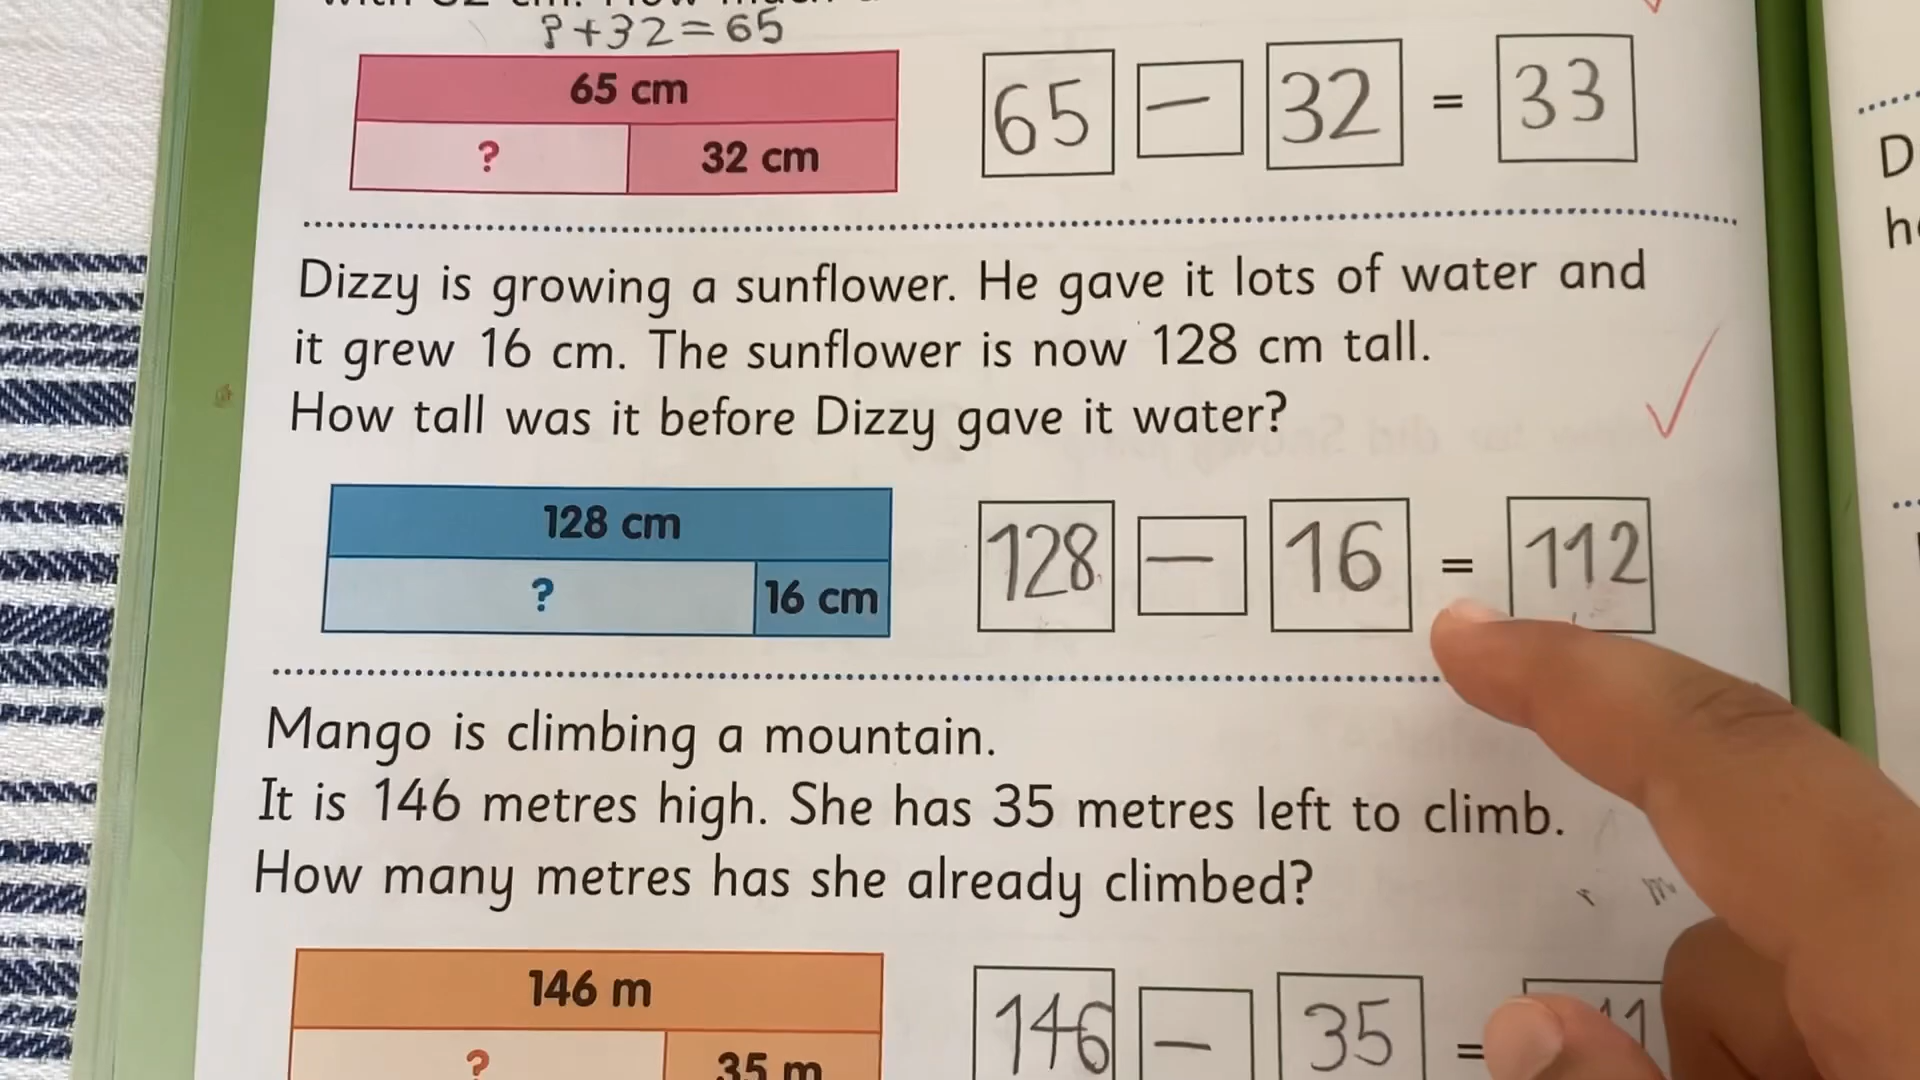 ?+32=65
65 cm
? 32 cm
65 − 32 = 33
Dizzy is growing a sunflower. He gave it lots of water and
it grew 16 cm. The sunflower is now 128 cm tall.
How tall was it before Dizzy gave it water?
128 cm
? 16 cm
128 − 16 = 112
Mango is climbing a mountain.
It is 146 metres high. She has 35 metres left to climb.
How many metres has she already climbed?
146 m
? 35 m
146 − 35 =